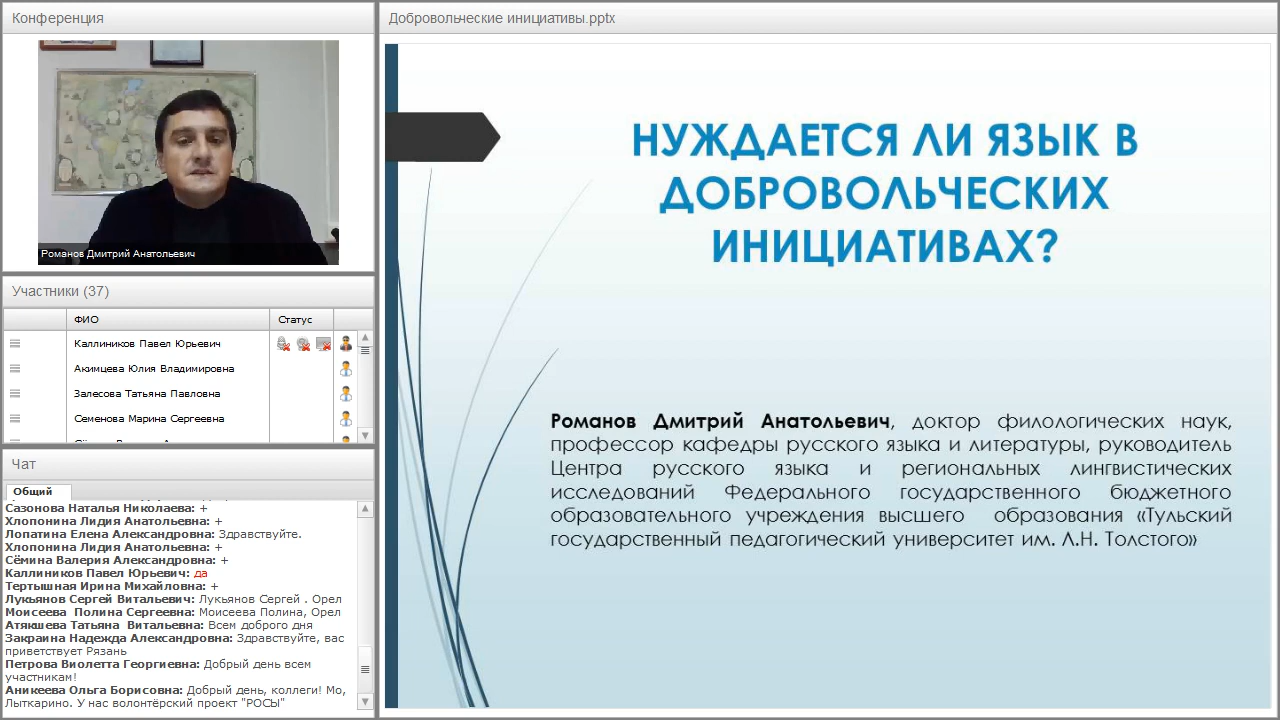 Конференция
Романов Дмитрий Анатольевич
Участники (37)
ФИО
Статус
Каллиников Павел Юрьевич
Акимцева Юлия Владимировна
Залесова Татьяна Павловна
Семенова Марина Сергеевна
Чат
Общий
Сазонова Наталья Николаева: +
Хлопонина Лидия Анатольевна: +
Лопатина Елена Александровна: Здравствуйте.
Хлопонина Лидия Анатольевна: +
Сёмина Валерия Александровна: +
Каллиников Павел Юрьевич: да
Тертышная Ирина Михайловна: +
Лукьянов Сергей Витальевич: Лукьянов Сергей . Орел
Моисеева Полина Сергеевна: Моисеева Полина, Орел
Атякшева Татьяна Витальевна: Всем доброго дня
Закраина Надежда Александровна: Здравствуйте, вас
приветствует Рязань
Петрова Виолетта Георгиевна: Добрый день всем
участникам!
Аникеева Ольга Борисовна: Добрый день, коллеги! Мо,
Лыткарино. У нас волонтёрский проект "РОСЫ"
Добровольческие инициативы.pptx
НУЖДАЕТСЯ ЛИ ЯЗЫК В
ДОБРОВОЛЬЧЕСКИХ
ИНИЦИАТИВАХ?
Романов Дмитрий Анатольевич, доктор филологических наук,
профессор кафедры русского языка и литературы, руководитель
Центра русского языка и региональных лингвистических
исследований Федерального государственного бюджетного
образовательного учреждения высшего образования «Тульский
государственный педагогический университет им. Л.Н. Толстого»